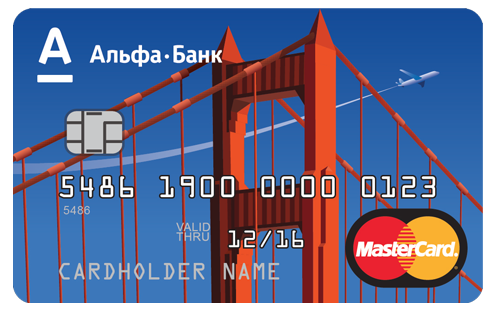 А
Альфа·Банк
5486 1900 0000 0123
5486
VALID
THRU 12/16
MasterCard.
CARDHOLDER NAME